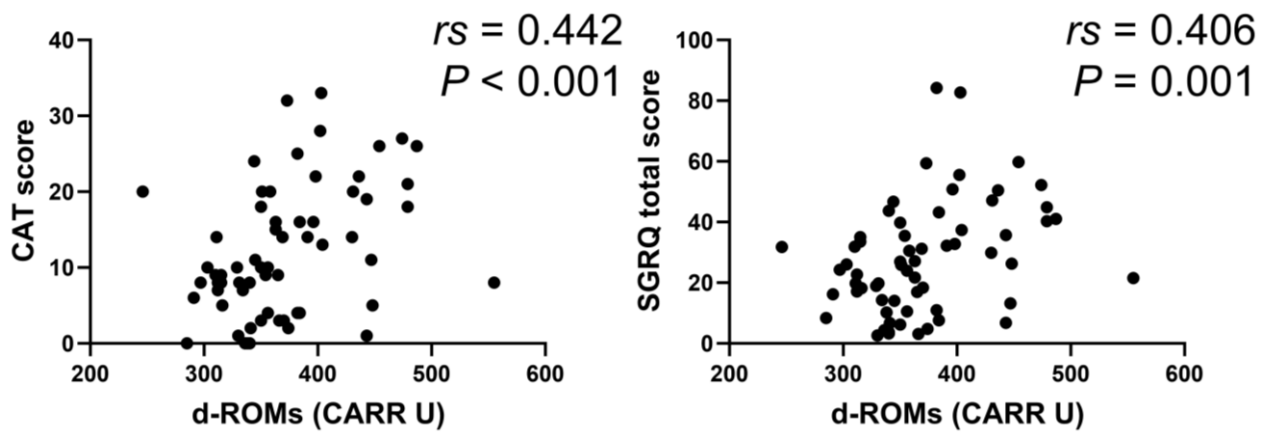 rs = 0.442
P < 0.001
CAT score
40
30
20
10
0
200 300 400 500 600
d-ROMs (CARR U)
rs = 0.406
P = 0.001
SGRQ total score
100
80
60
40
20
0
200 300 400 500 600
d-ROMs (CARR U)